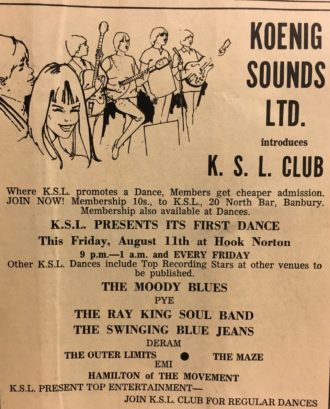 KOENIG
SOUNDS
LTD.
introduces
K. S. L. CLUB
Where K.S.L. promotes a Dance, Members get cheaper admission.
JOIN NOW! Membership 10s., to K.S.L., 20 North Bar, Banbury.
Membership also available at Dances.
K.S.L. PRESENTS ITS FIRST DANCE
This Friday, August 11th at Hook Norton
9 p.m.—1 a.m. and EVERY FRIDAY
Other K.S.L. Dances include Top Recording Stars at other venues to
be published.
THE MOODY BLUES
PYE
THE RAY KING SOUL BAND
THE SWINGING BLUE JEANS
DERAM
THE OUTER LIMITS ● THE MAZE
EMI
HAMILTON of THE MOVEMENT
K.S.L. PRESENT TOP ENTERTAINMENT—
JOIN K.S.L. CLUB FOR REGULAR DANCES